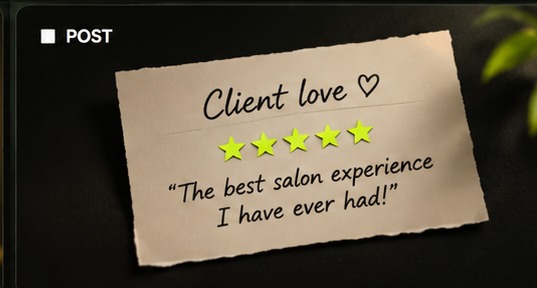 POST
Client love ♡
“The best salon experience
I have ever had!”